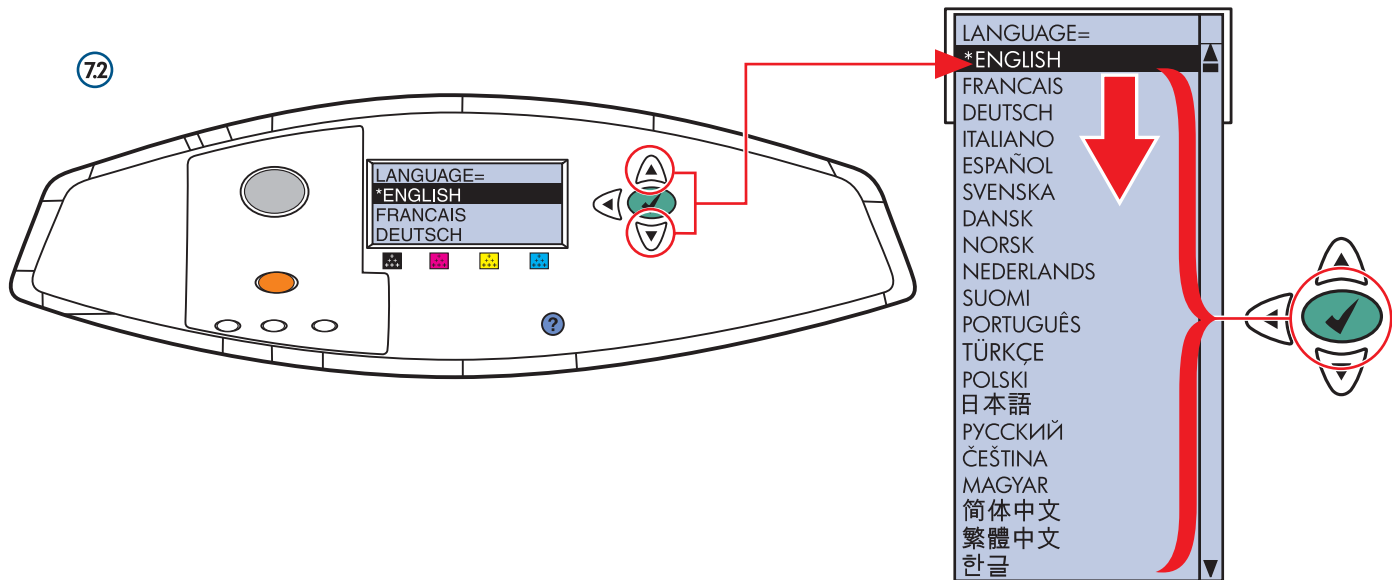 7.2
LANGUAGE=
*ENGLISH
FRANCAIS
DEUTSCH
?
LANGUAGE=
*ENGLISH
FRANCAIS
DEUTSCH
ITALIANO
ESPAÑOL
SVENSKA
DANSK
NORSK
NEDERLANDS
SUOMI
PORTUGUÊS
TÜRKÇE
POLSKI
日本語
РУССКИЙ
ČEŠTINA
MAGYAR
简体中文
繁體中文
한글